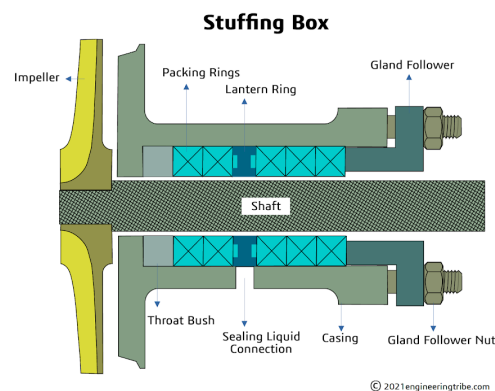 Stuffing Box
Gland Follower
Packing Rings
Impeller
Lantern Ring
Shaft
Throat Bush
Sealing Liquid
Connection
Casing
Gland Follower Nut
© 2021engineeringtribe.com